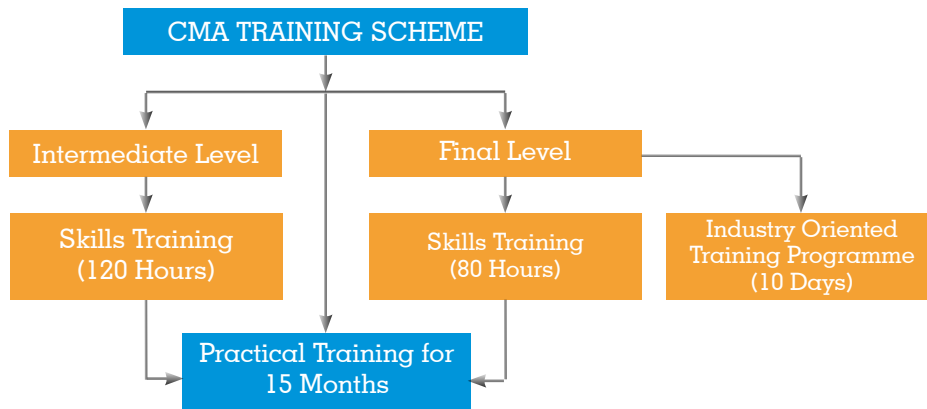 CMA TRAINING SCHEME
Intermediate Level
Final Level
Skills Training
(120 Hours)
Skills Training
(80 Hours)
Industry Oriented
Training Programme
(10 Days)
Practical Training for
15 Months